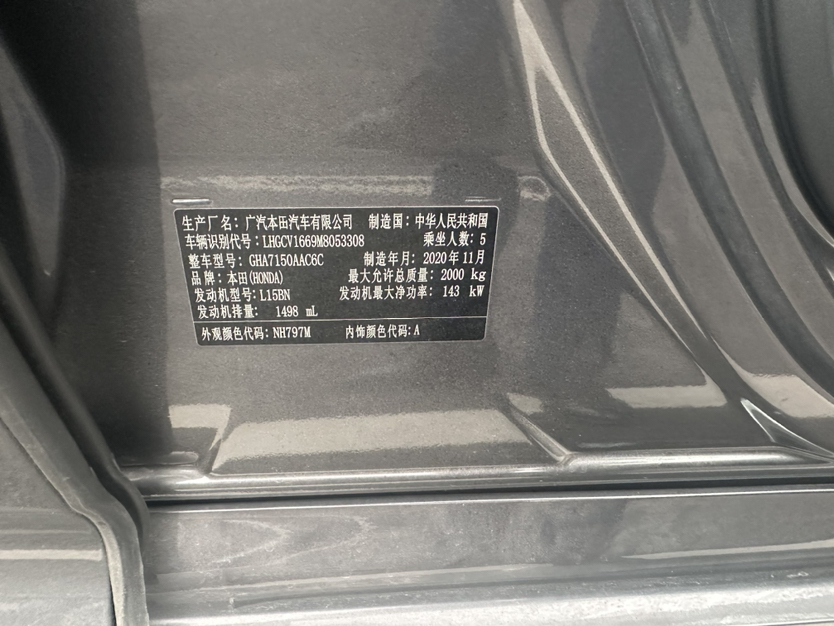 生产厂名：广汽本田汽车有限公司 制造国：中华人民共和国
车辆识别代号：LHGCV1669M8053308 乘坐人数：5
整车型号：GHA7150AAC6C 制造年月：2020年11月
品牌：本田(HONDA) 最大允许总质量：2000 kg
发动机型号：L15BN 发动机最大净功率：143 kW
发动机排量：1498 mL
外观颜色代码：NH797M 内饰颜色代码：A